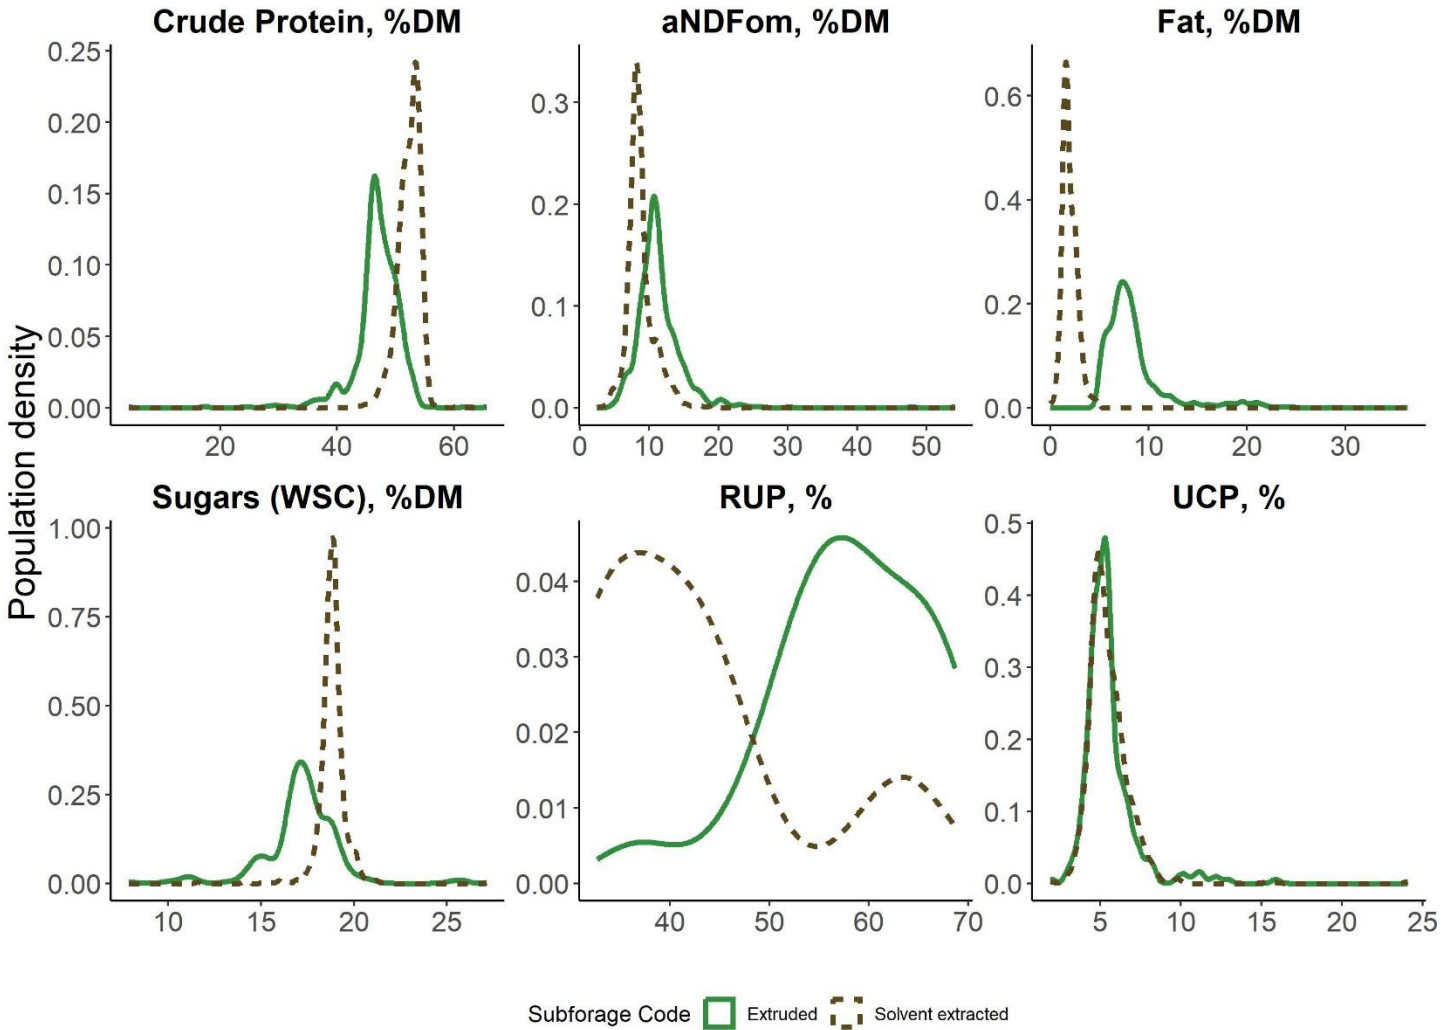 Crude Protein, %DM
aNDFom, %DM
Fat, %DM
Population density
0.25
0.20
0.15
0.10
0.05
0.00
20 40 60
0.3
0.2
0.1
0.0
0 10 20 30 40 50
0.6
0.4
0.2
0.0
0 10 20 30
Sugars (WSC), %DM
RUP, %
UCP, %
1.00
0.75
0.50
0.25
0.00
10 15 20 25
0.04
0.03
0.02
0.01
0.00
40 50 60 70
0.5
0.4
0.3
0.2
0.1
0.0
5 10 15 20 25
Subforage Code Extruded Solvent extracted